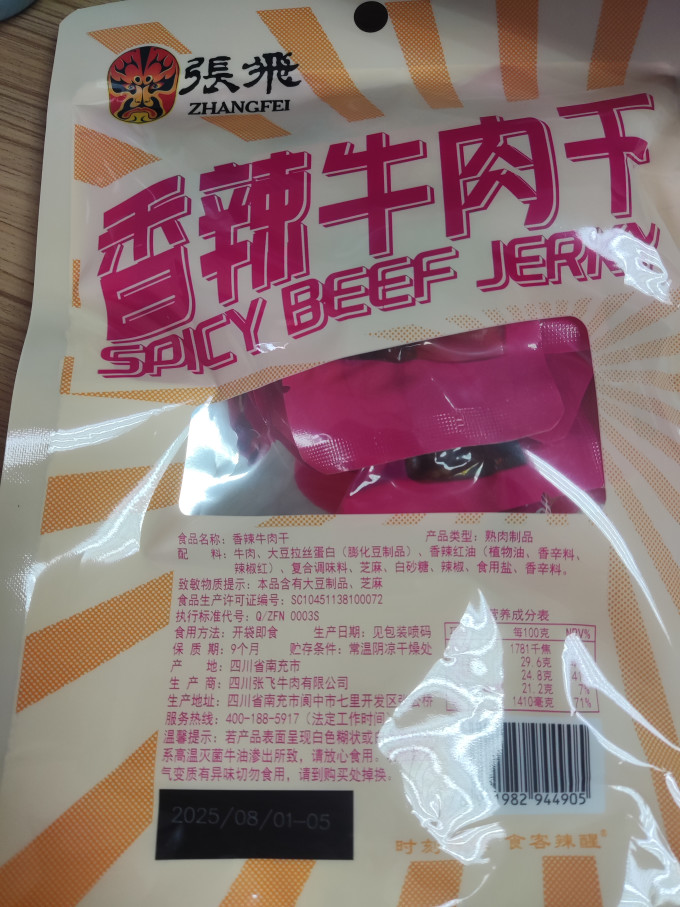 張飛
ZHANGFEI
香辣牛肉干
SPICY BEEF JERKY
食品名称：香辣牛肉干 产品类型：熟肉制品
配 料：牛肉、大豆拉丝蛋白（膨化豆制品）、香辣红油（植物油、香辛料、
辣椒红）、复合调味料、芝麻、白砂糖、辣椒、食用盐、香辛料。
致敏物质提示：本品含有大豆制品、芝麻
食品生产许可证编号：SC10451138100072
执行标准代号：Q/ZFN 0003S
食用方法：开袋即食 生产日期：见包装喷码
保 质 期：9个月 贮存条件：常温阴凉干燥处
产 地：四川省南充市
生 产 商：四川张飞牛肉有限公司
生产地址：四川省南充市阆中市七里开发区张公桥
服务热线：400-188-5917（法定工作时间
温馨提示：若产品表面呈现白色糊状或
系高温灭菌牛油渗出所致，请放心食用。
气变质有异味切勿食用，请到购买处掉换。
营养成分表
每100克 NRV%
1781千焦
29.6克
24.8克
21.2克 7%
1410毫克 71%
1982 944905
2025/08/01-05
时刻 食客辣醒